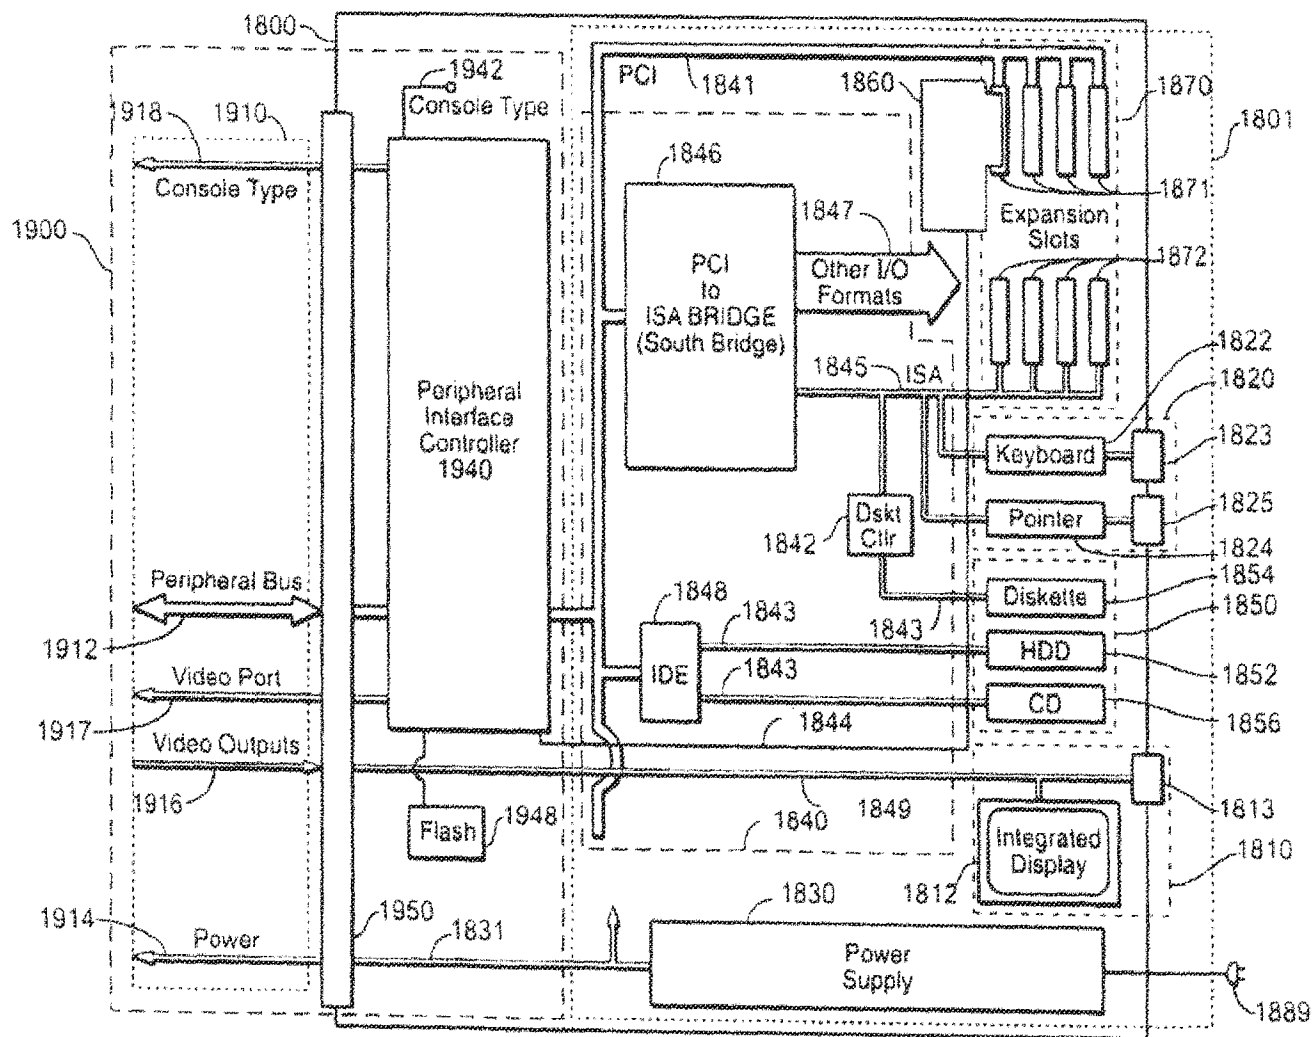 1800
1942
Console Type
PCI
1841
1860
1870
1801
1918
1910
Console Type
1846
1847
1871
Expansion
Slots
1900
PCI
to
ISA BRIDGE
(South Bridge)
Other I/O
Formats
1872
1845
ISA
1822
1820
1823
Peripheral
Interface
Controller
1940
Keyboard
Pointer
1825
1824
1842
Dskt
Ctlr
Peripheral Bus
1912
1848
1843
1843
Diskette
1854
1850
IDE
1843
HDD
1852
CD
1856
Video Port
1917
1844
Video Outputs
1916
1948
Flash
1840
1849
1813
Integrated
Display
1812
1810
1914
Power
1950
1831
1830
Power
Supply
1889